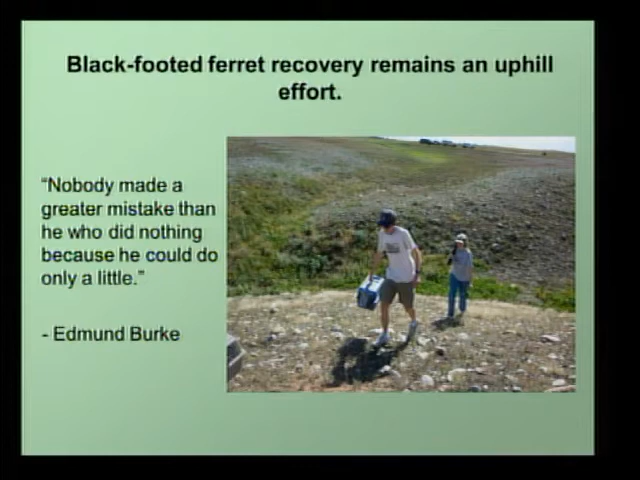 Black-footed ferret recovery remains an uphill
effort.
“Nobody made a
greater mistake than
he who did nothing
because he could do
only a little.”
- Edmund Burke